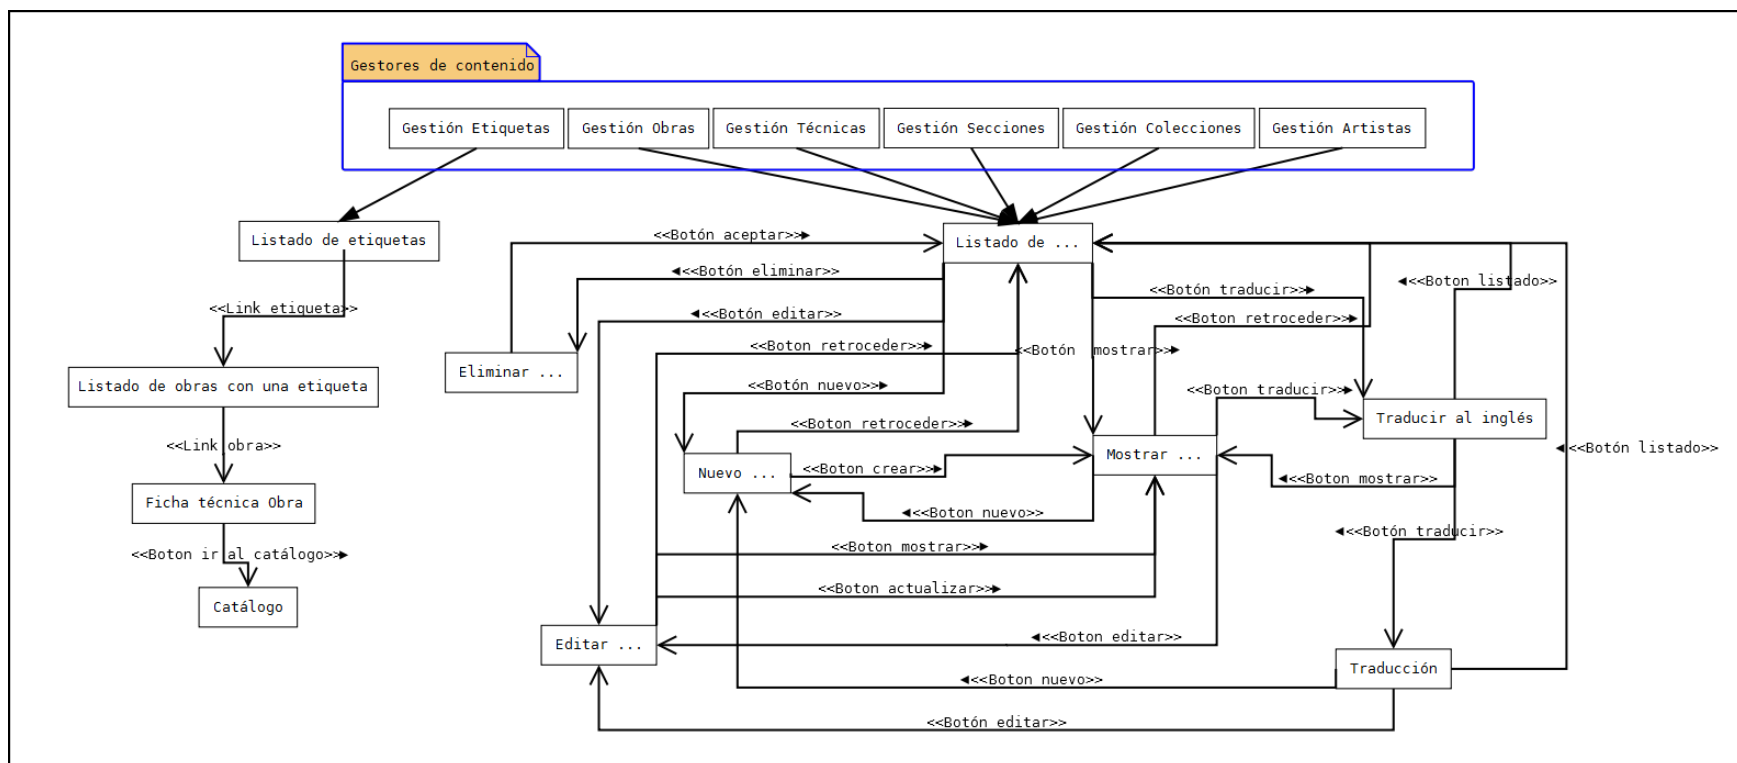 Gestores de contenido
Gestión Etiquetas
Gestión Obras
Gestión Técnicas
Gestión Secciones
Gestión Colecciones
Gestión Artistas
Listado de etiquetas
Listado de ...
<<Botón aceptar>>
<<Botón eliminar>>
<<Boton listado>>
<<Botón traducir>>
<<Link etiqueta>>
<<Botón editar>>
<<Boton retroceder>>
<<Boton retroceder>>
<<Botón mostrar>>
Eliminar ...
Listado de obras con una etiqueta
<<Botón nuevo>>
<<Boton traducir>>
Traducir al inglés
<<Boton retroceder>>
<<Link obra>>
<<Botón listado>>
Mostrar ...
Nuevo ...
<<Boton crear>>
<<Boton mostrar>>
Ficha técnica Obra
<<Boton nuevo>>
<<Botón traducir>>
<<Boton mostrar>>
<<Boton ir al catálogo>>
<<Boton actualizar>>
Catálogo
<<Boton editar>>
Editar ...
Traducción
<<Boton nuevo>>
<<Botón editar>>